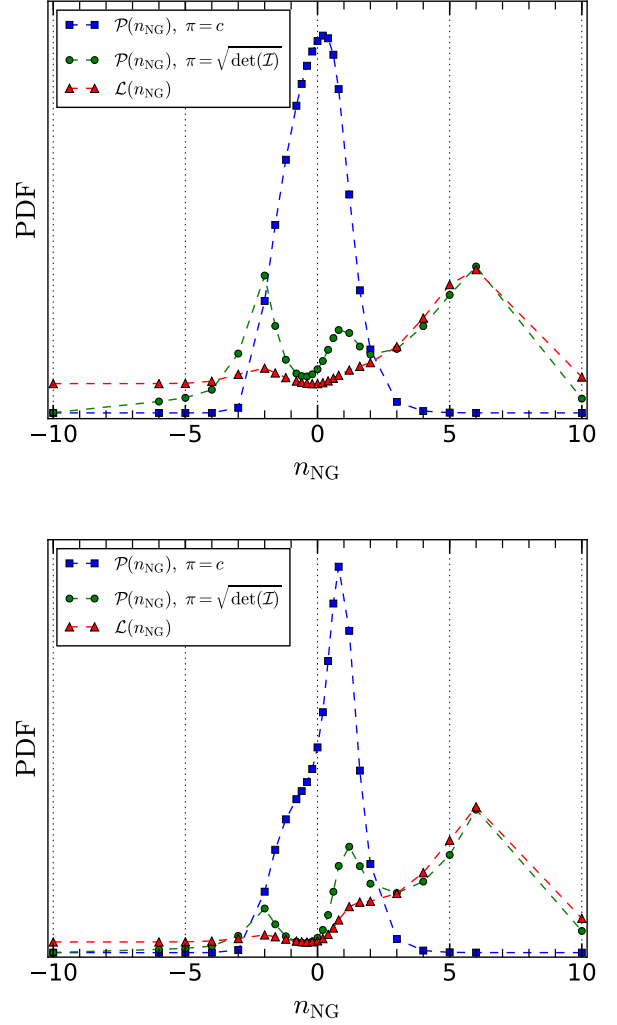 𝒫(n_NG), π = c
𝒫(n_NG), π = √det(ℐ)
ℒ(n_NG)
PDF
−10 −5 0 5 10
n_NG
𝒫(n_NG), π = c
𝒫(n_NG), π = √det(ℐ)
ℒ(n_NG)
PDF
−10 −5 0 5 10
n_NG